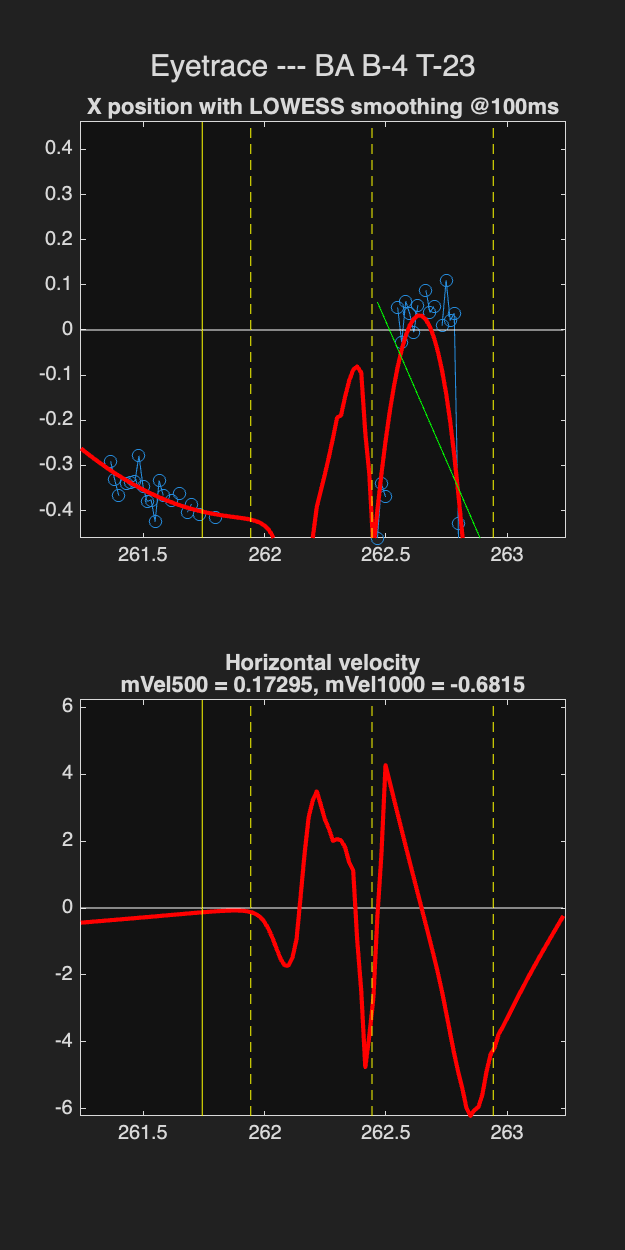 Eyetrace --- BA B-4 T-23
X position with LOWESS smoothing @100ms
0.4
0.3
0.2
0.1
0
-0.1
-0.2
-0.3
-0.4
261.5 262 262.5 263
Horizontal velocity
mVel500 = 0.17295, mVel1000 = -0.6815
6
4
2
0
-2
-4
-6
261.5 262 262.5 263